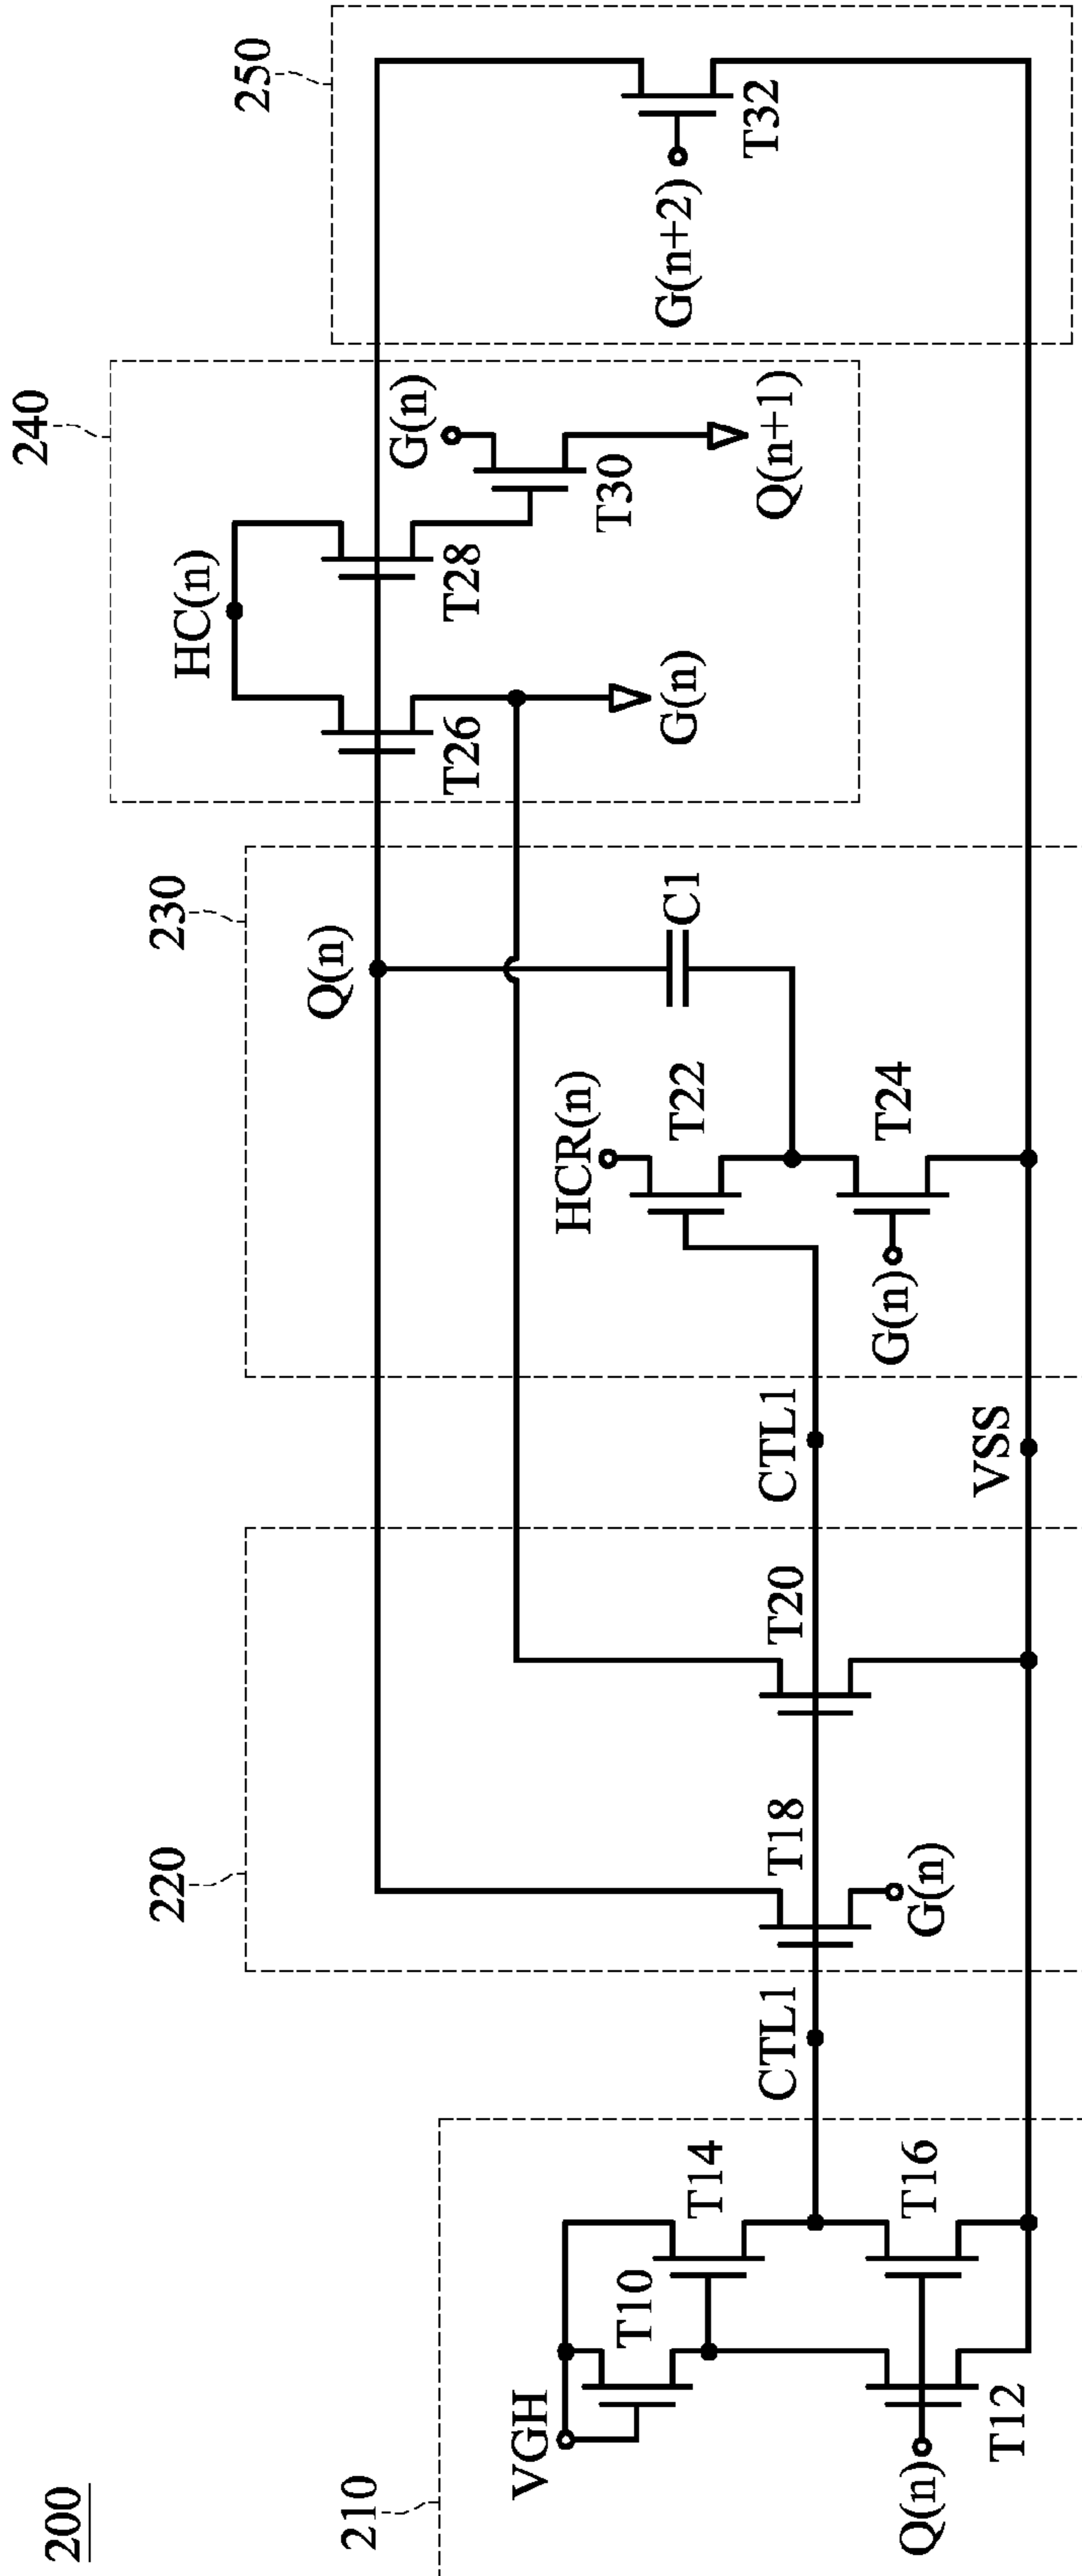 200
210
VGH
T10
T14
Q(n)
T12
T16
CTL1
220
T18
G(n)
T20
CTL1
VSS
230
Q(n)
HCR(n)
T22
C1
G(n)
T24
240
HC(n)
T26
G(n)
T28
G(n)
T30
Q(n+1)
250
G(n+2)
T32